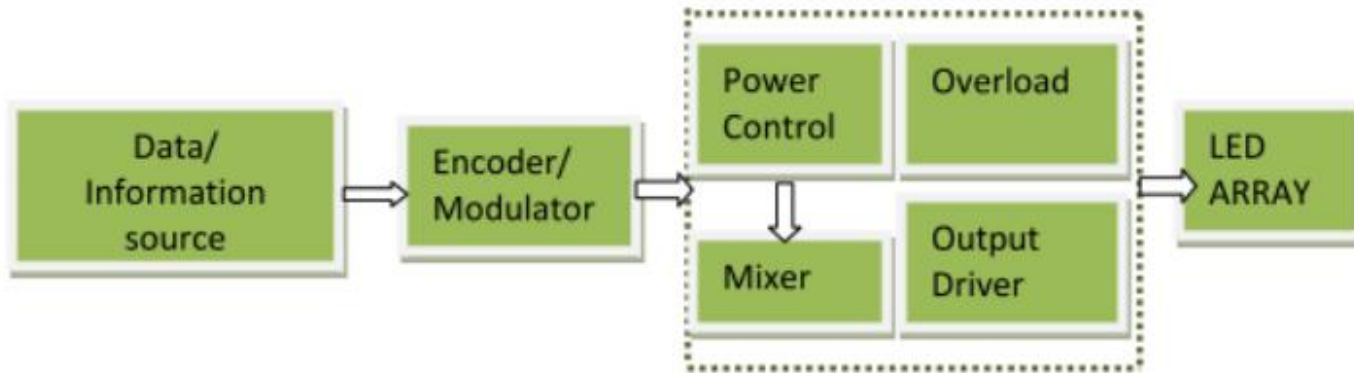 Data/
Information
source
Encoder/
Modulator
Power
Control
Overload
Mixer
Output
Driver
LED
ARRAY